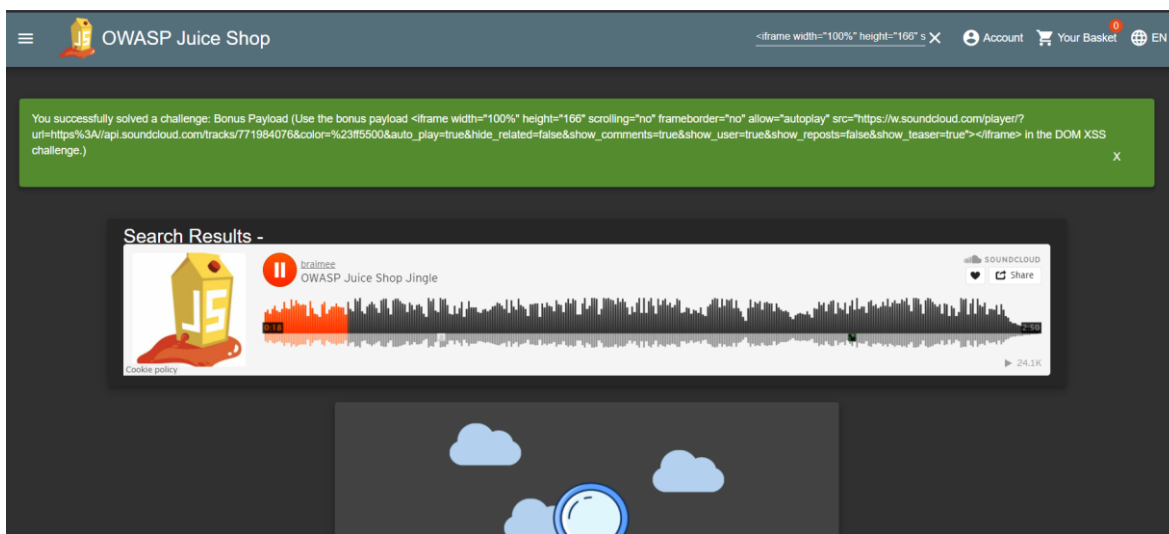 OWASP Juice Shop
<iframe width="100%" height="166" s X
Account
0
Your Basket
EN
You successfully solved a challenge: Bonus Payload (Use the bonus payload <iframe width="100%" height="166" scrolling="no" frameborder="no" allow="autoplay" src="https://w.soundcloud.com/player/?
url=https%3A//api.soundcloud.com/tracks/771984076&color=%23ff5500&auto_play=true&hide_related=false&show_comments=true&show_user=true&show_reposts=false&show_teaser=true"></iframe> in the DOM XSS
challenge.)
X
Search Results -
JS
braimee
OWASP Juice Shop Jingle
SOUNDCLOUD
Share
0:18
2:50
Cookie policy
24.1K